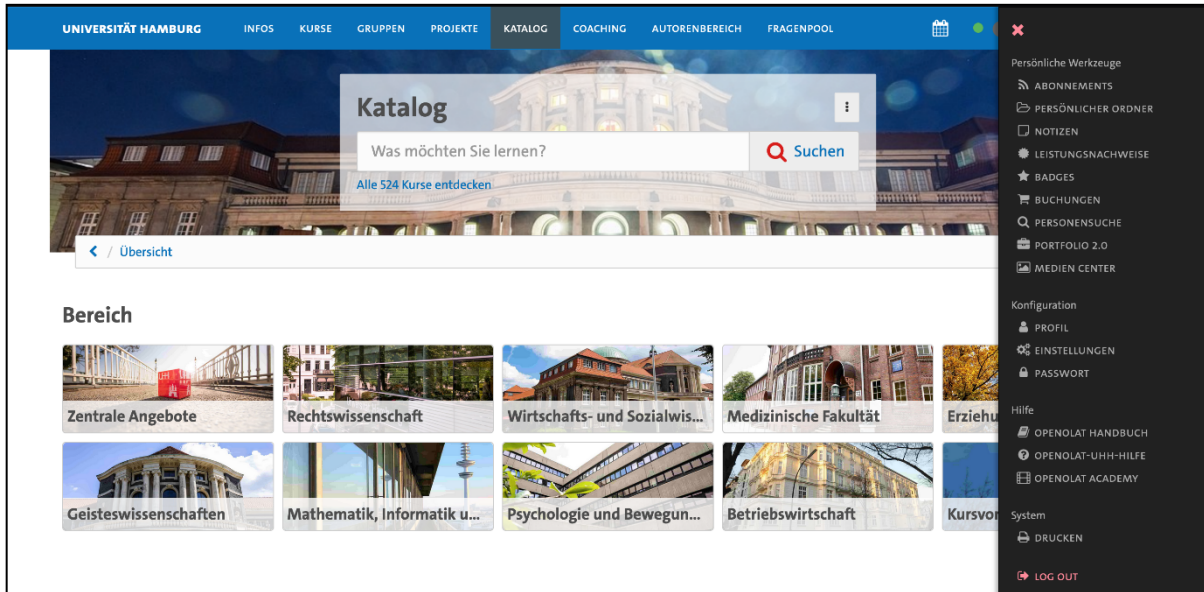 UNIVERSITÄT HAMBURG INFOS KURSE GRUPPEN PROJEKTE KATALOG COACHING AUTORENBEREICH FRAGENPOOL
Katalog
Was möchten Sie lernen? Suchen
Alle 524 Kurse entdecken
/ Übersicht
Bereich
Zentrale Angebote
Rechtswissenschaft
Wirtschafts- und Sozialwis...
Medizinische Fakultät
Erziehu
Geisteswissenschaften
Mathematik, Informatik u...
Psychologie und Bewegun...
Betriebswirtschaft
Kursvor
Persönliche Werkzeuge
ABONNEMENTS
PERSÖNLICHER ORDNER
NOTIZEN
LEISTUNGSNACHWEISE
BADGES
BUCHUNGEN
PERSONENSUCHE
PORTFOLIO 2.0
MEDIEN CENTER
Konfiguration
PROFIL
EINSTELLUNGEN
PASSWORT
Hilfe
OPENOLAT HANDBUCH
OPENOLAT-UHH-HILFE
OPENOLAT ACADEMY
System
DRUCKEN
LOG OUT